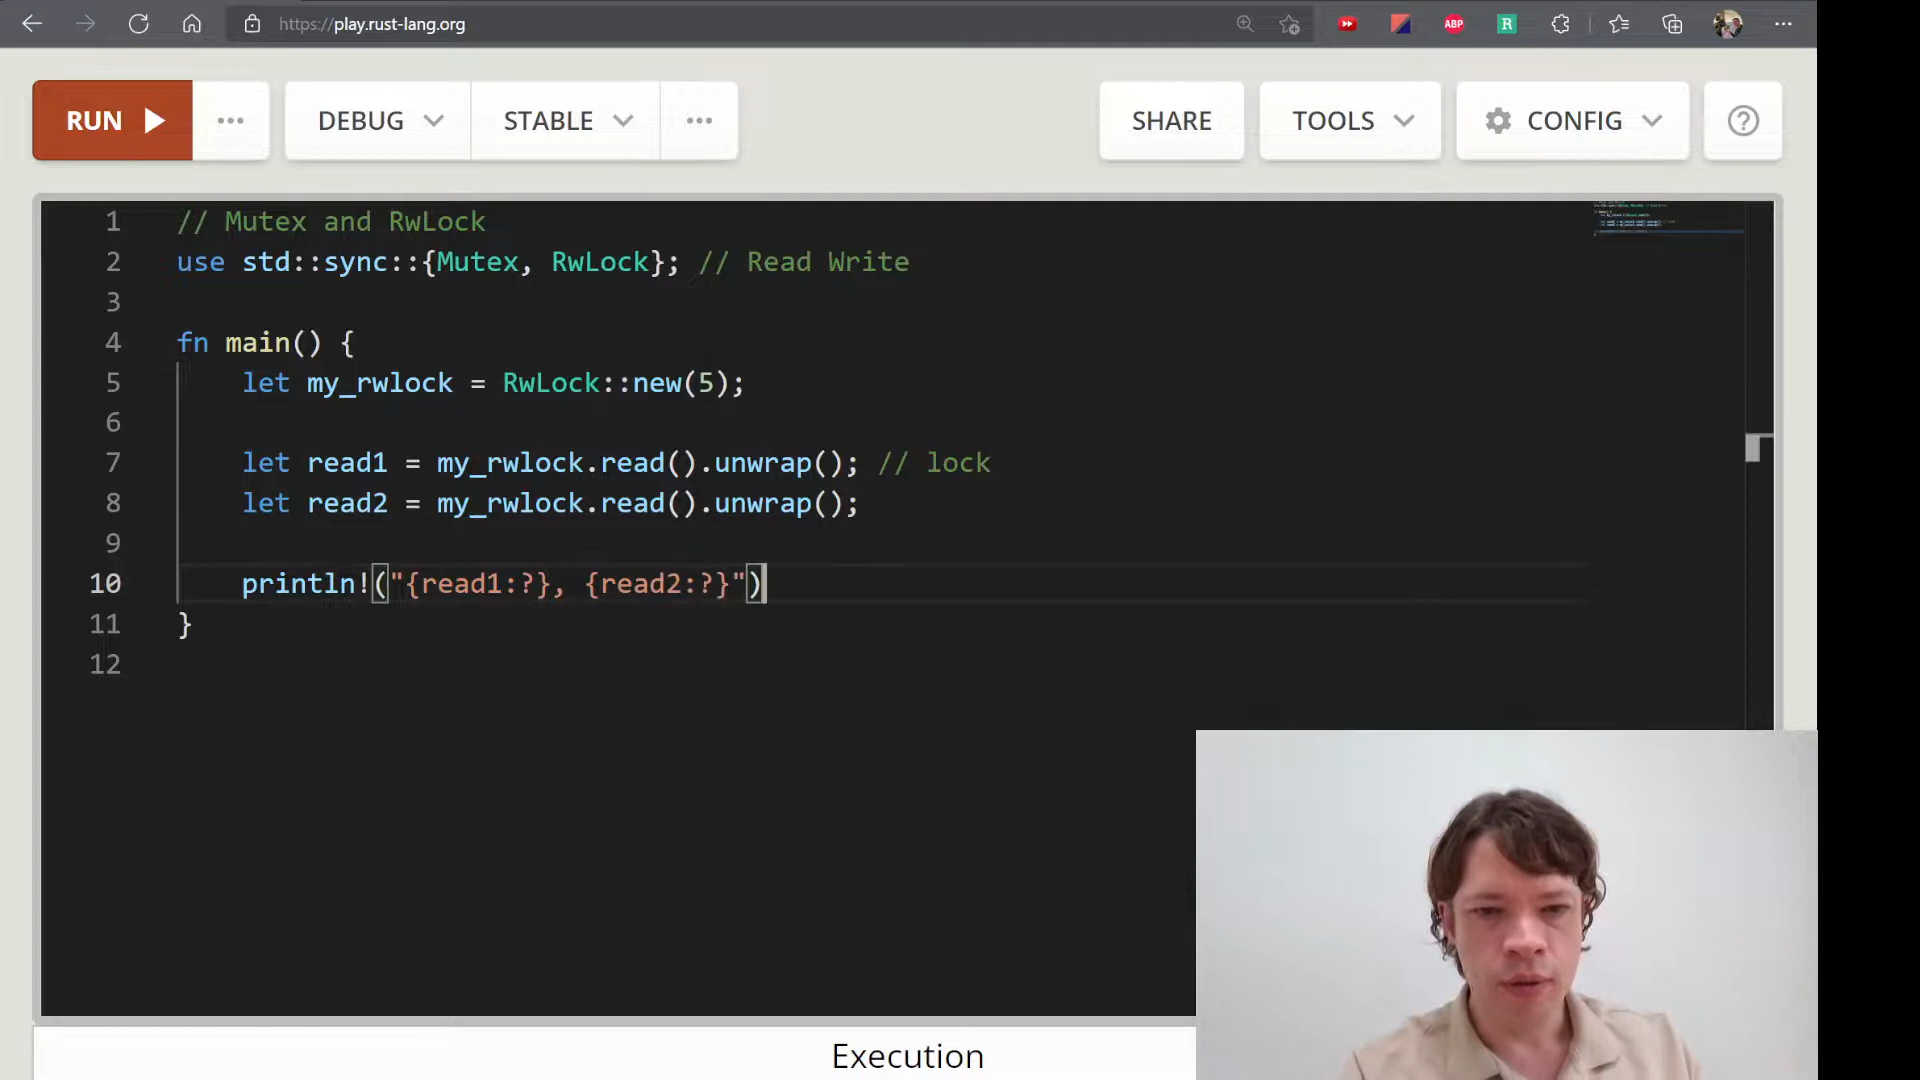 https://play.rust-lang.org
ABP
R
RUN
DEBUG
STABLE
SHARE
TOOLS
CONFIG
1 // Mutex and RwLock
2 use std::sync::{Mutex, RwLock}; // Read Write
3
4 fn main() {
5 let my_rwlock = RwLock::new(5);
6
7 let read1 = my_rwlock.read().unwrap(); // lock
8 let read2 = my_rwlock.read().unwrap();
9
10 println!("{read1:?}, {read2:?}")
11 }
12
Execution